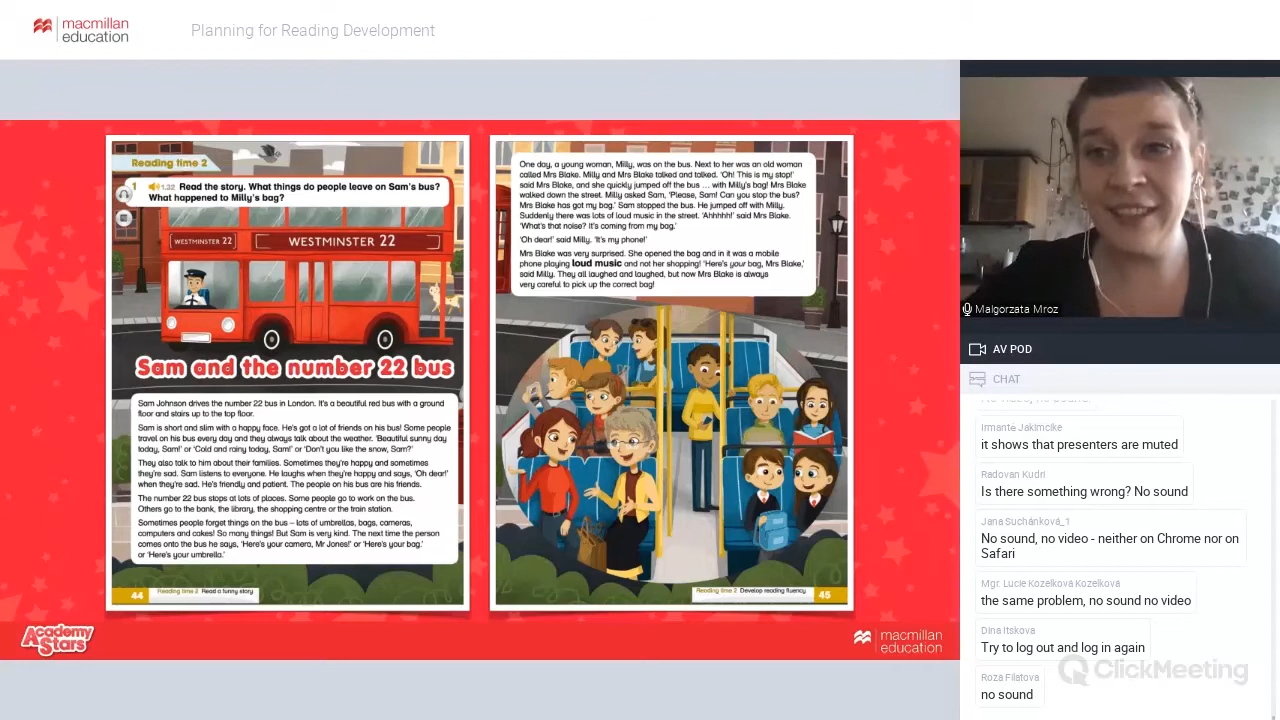 macmillan
education
Planning for Reading Development
Reading time 2
1 1.32 Read the story. What things do people leave on Sam's bus?
What happened to Milly's bag?
WESTMINSTER 22
WESTMINSTER 22
Sam and the number 22 bus
Sam Johnson drives the number 22 bus in London. It's a beautiful red bus with a ground
floor and stairs up to the top floor.
Sam is short and slim with a happy face. He's got a lot of friends on his bus! Some people
travel on his bus every day and they always talk about the weather. 'Beautiful sunny day
today, Sam!' or 'Cold and rainy today, Sam!' or 'Don't you like the snow, Sam?'
They also talk to him about their families. Sometimes they're happy and sometimes
they're sad. Sam listens to everyone. He laughs when they're happy and says, 'Oh dear!'
when they're sad. He's friendly and patient. The people on his bus are his friends.
The number 22 bus stops at lots of places. Some people go to work on the bus.
Others go to the bank, the library, the shopping centre or the train station.
Sometimes people forget things on the bus – lots of umbrellas, bags, cameras,
computers and cakes! So many things! But Sam is very kind. The next time the person
comes onto the bus he says, 'Here's your camera, Mr Jones!' or 'Here's your bag.'
or 'Here's your umbrella.'
44 Reading time 2 Read a funny story
One day, a young woman, Milly, was on the bus. Next to her was an old woman
called Mrs Blake. Milly and Mrs Blake talked and talked. 'Oh! This is my stop!'
said Mrs Blake, and she quickly jumped off the bus ... with Milly's bag! Mrs Blake
walked down the street. Milly asked Sam, 'Please, Sam! Can you stop the bus?
Mrs Blake has got my bag.' Sam stopped the bus. He jumped off with Milly.
Suddenly there was lots of loud music in the street. 'Ahhhhh!' said Mrs Blake.
'What's that noise? It's coming from my bag.'
'Oh dear!' said Milly. 'It's my phone!'
Mrs Blake was very surprised. She opened the bag and in it was a mobile
phone playing loud music and not her shopping! 'Here's your bag, Mrs Blake,'
said Milly. They all laughed and laughed, but now Mrs Blake is always
very careful to pick up the correct bag!
Reading time 2 Develop reading fluency 45
Academy
Stars
macmillan
education
Malgorzata Mroz
AV POD
CHAT
No video, no sound
Irmantė Jakimcikė
it shows that presenters are muted
Radovan Kudri
Is there something wrong? No sound
Jana Suchánková_1
No sound, no video - neither on Chrome nor on
Safari
Mgr. Lucie Kozelková Kozelková
the same problem, no sound no video
Dina Itskova
Try to log out and log in again
Roza Filatova
no sound
ClickMeeting